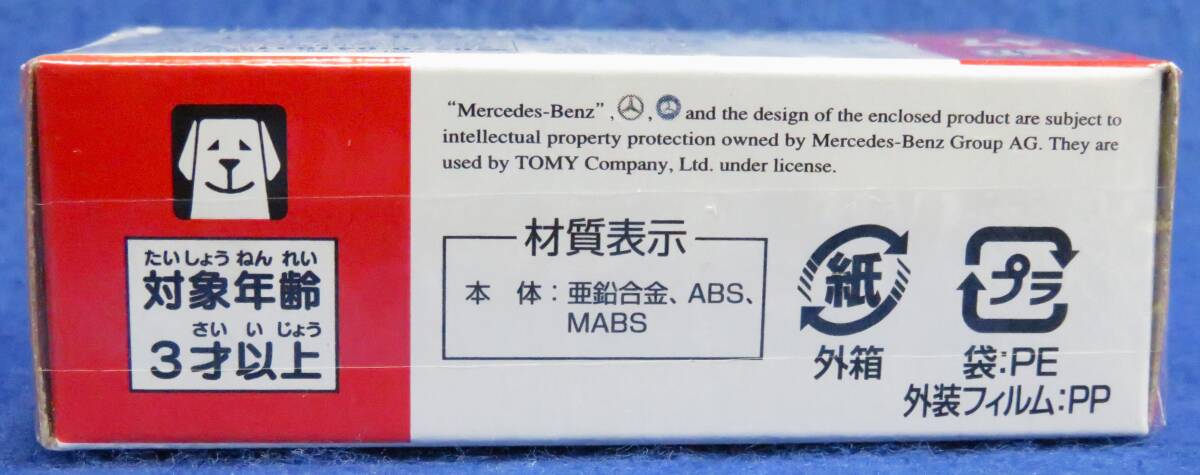 “Mercedes-Benz”, , and the design of the enclosed product are subject to
intellectual property protection owned by Mercedes-Benz Group AG. They are
used by TOMY Company, Ltd. under license.
たいしょう ねん れい
対象年齢
さい い じょう
3才以上
材質表示
本 体：亜鉛合金、ABS、
MABS
紙
外箱
プラ
袋:PE
外装フィルム:PP